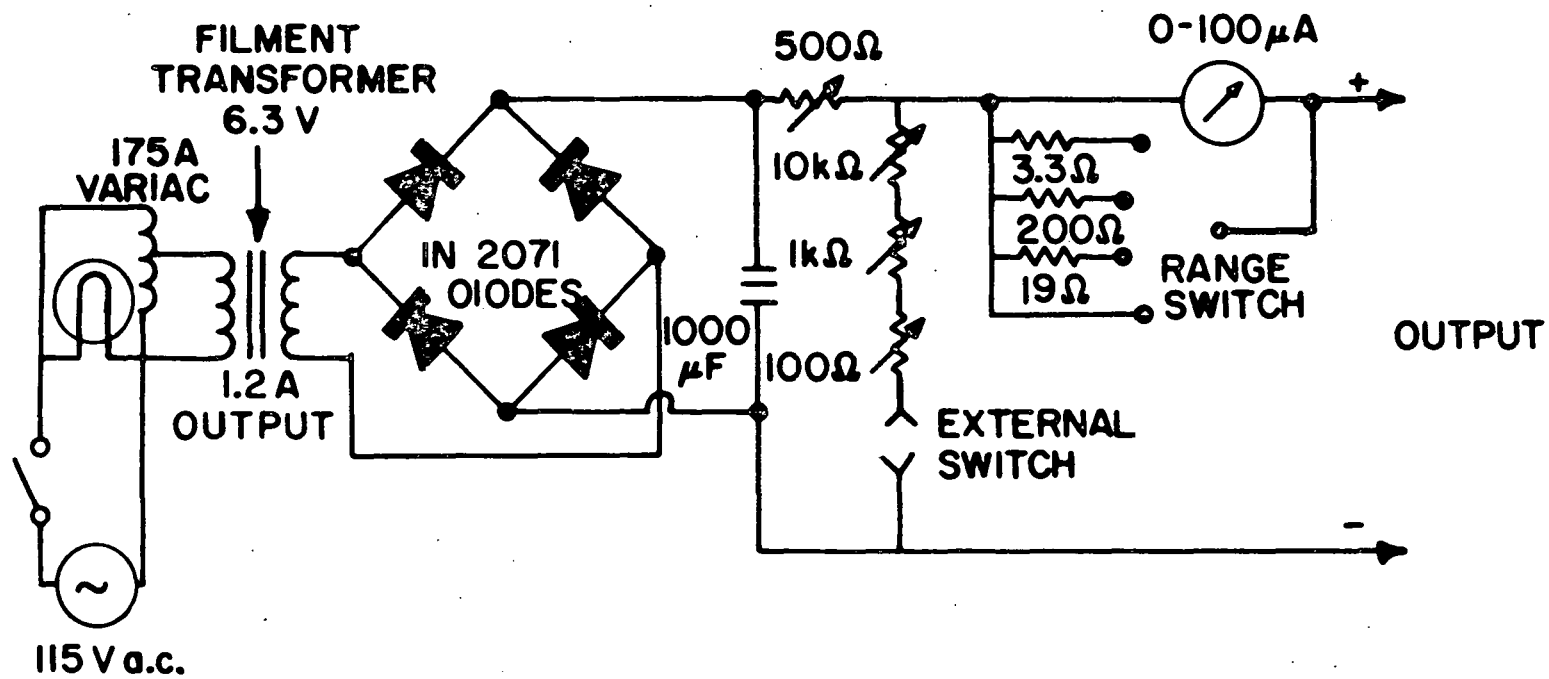 FILMENT
TRANSFORMER
6.3 V
175A
VARIAC
1.2 A
OUTPUT
115 V a.c.
IN 2071
OIODES
1000
μF
500Ω
10kΩ
1kΩ
100Ω
EXTERNAL
SWITCH
0-100μA
3.3Ω
200Ω
19Ω
RANGE
SWITCH
+
OUTPUT
-